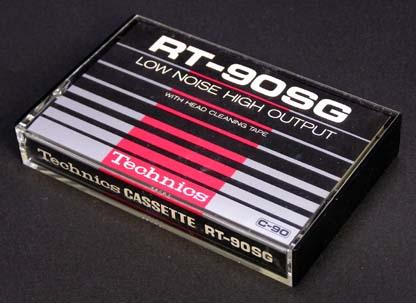 RT-90SG
LOW NOISE HIGH OUTPUT
WITH HEAD CLEANING TAPE
Technics
C-90
Technics CASSETTE RT-90SG